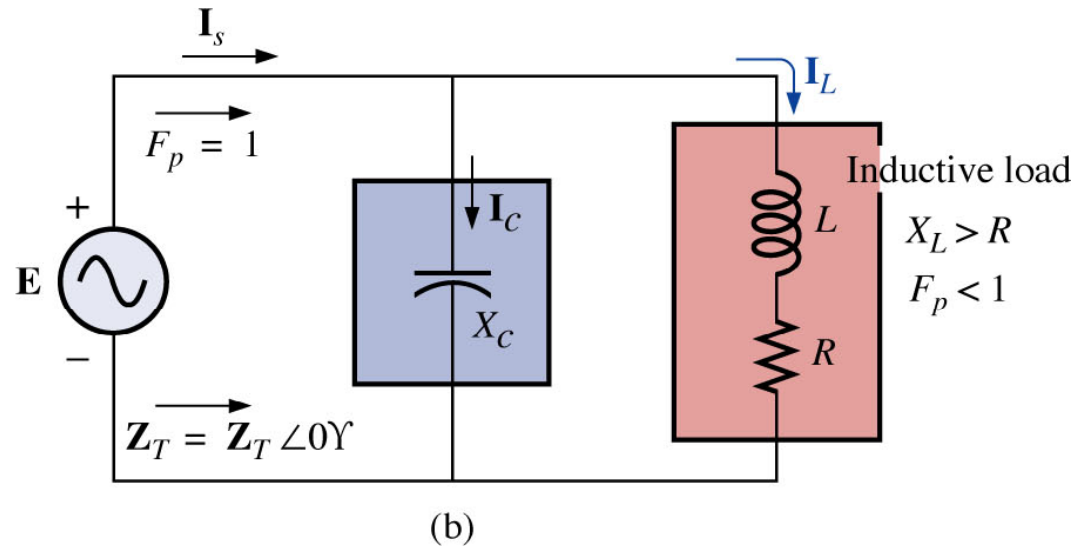 I_s
F_p = 1
I_L
Inductive load
X_L > R
F_p < 1
I_C
L
+
E
X_C
R
−
Z_T = Z_T ∠0ϒ
(b)